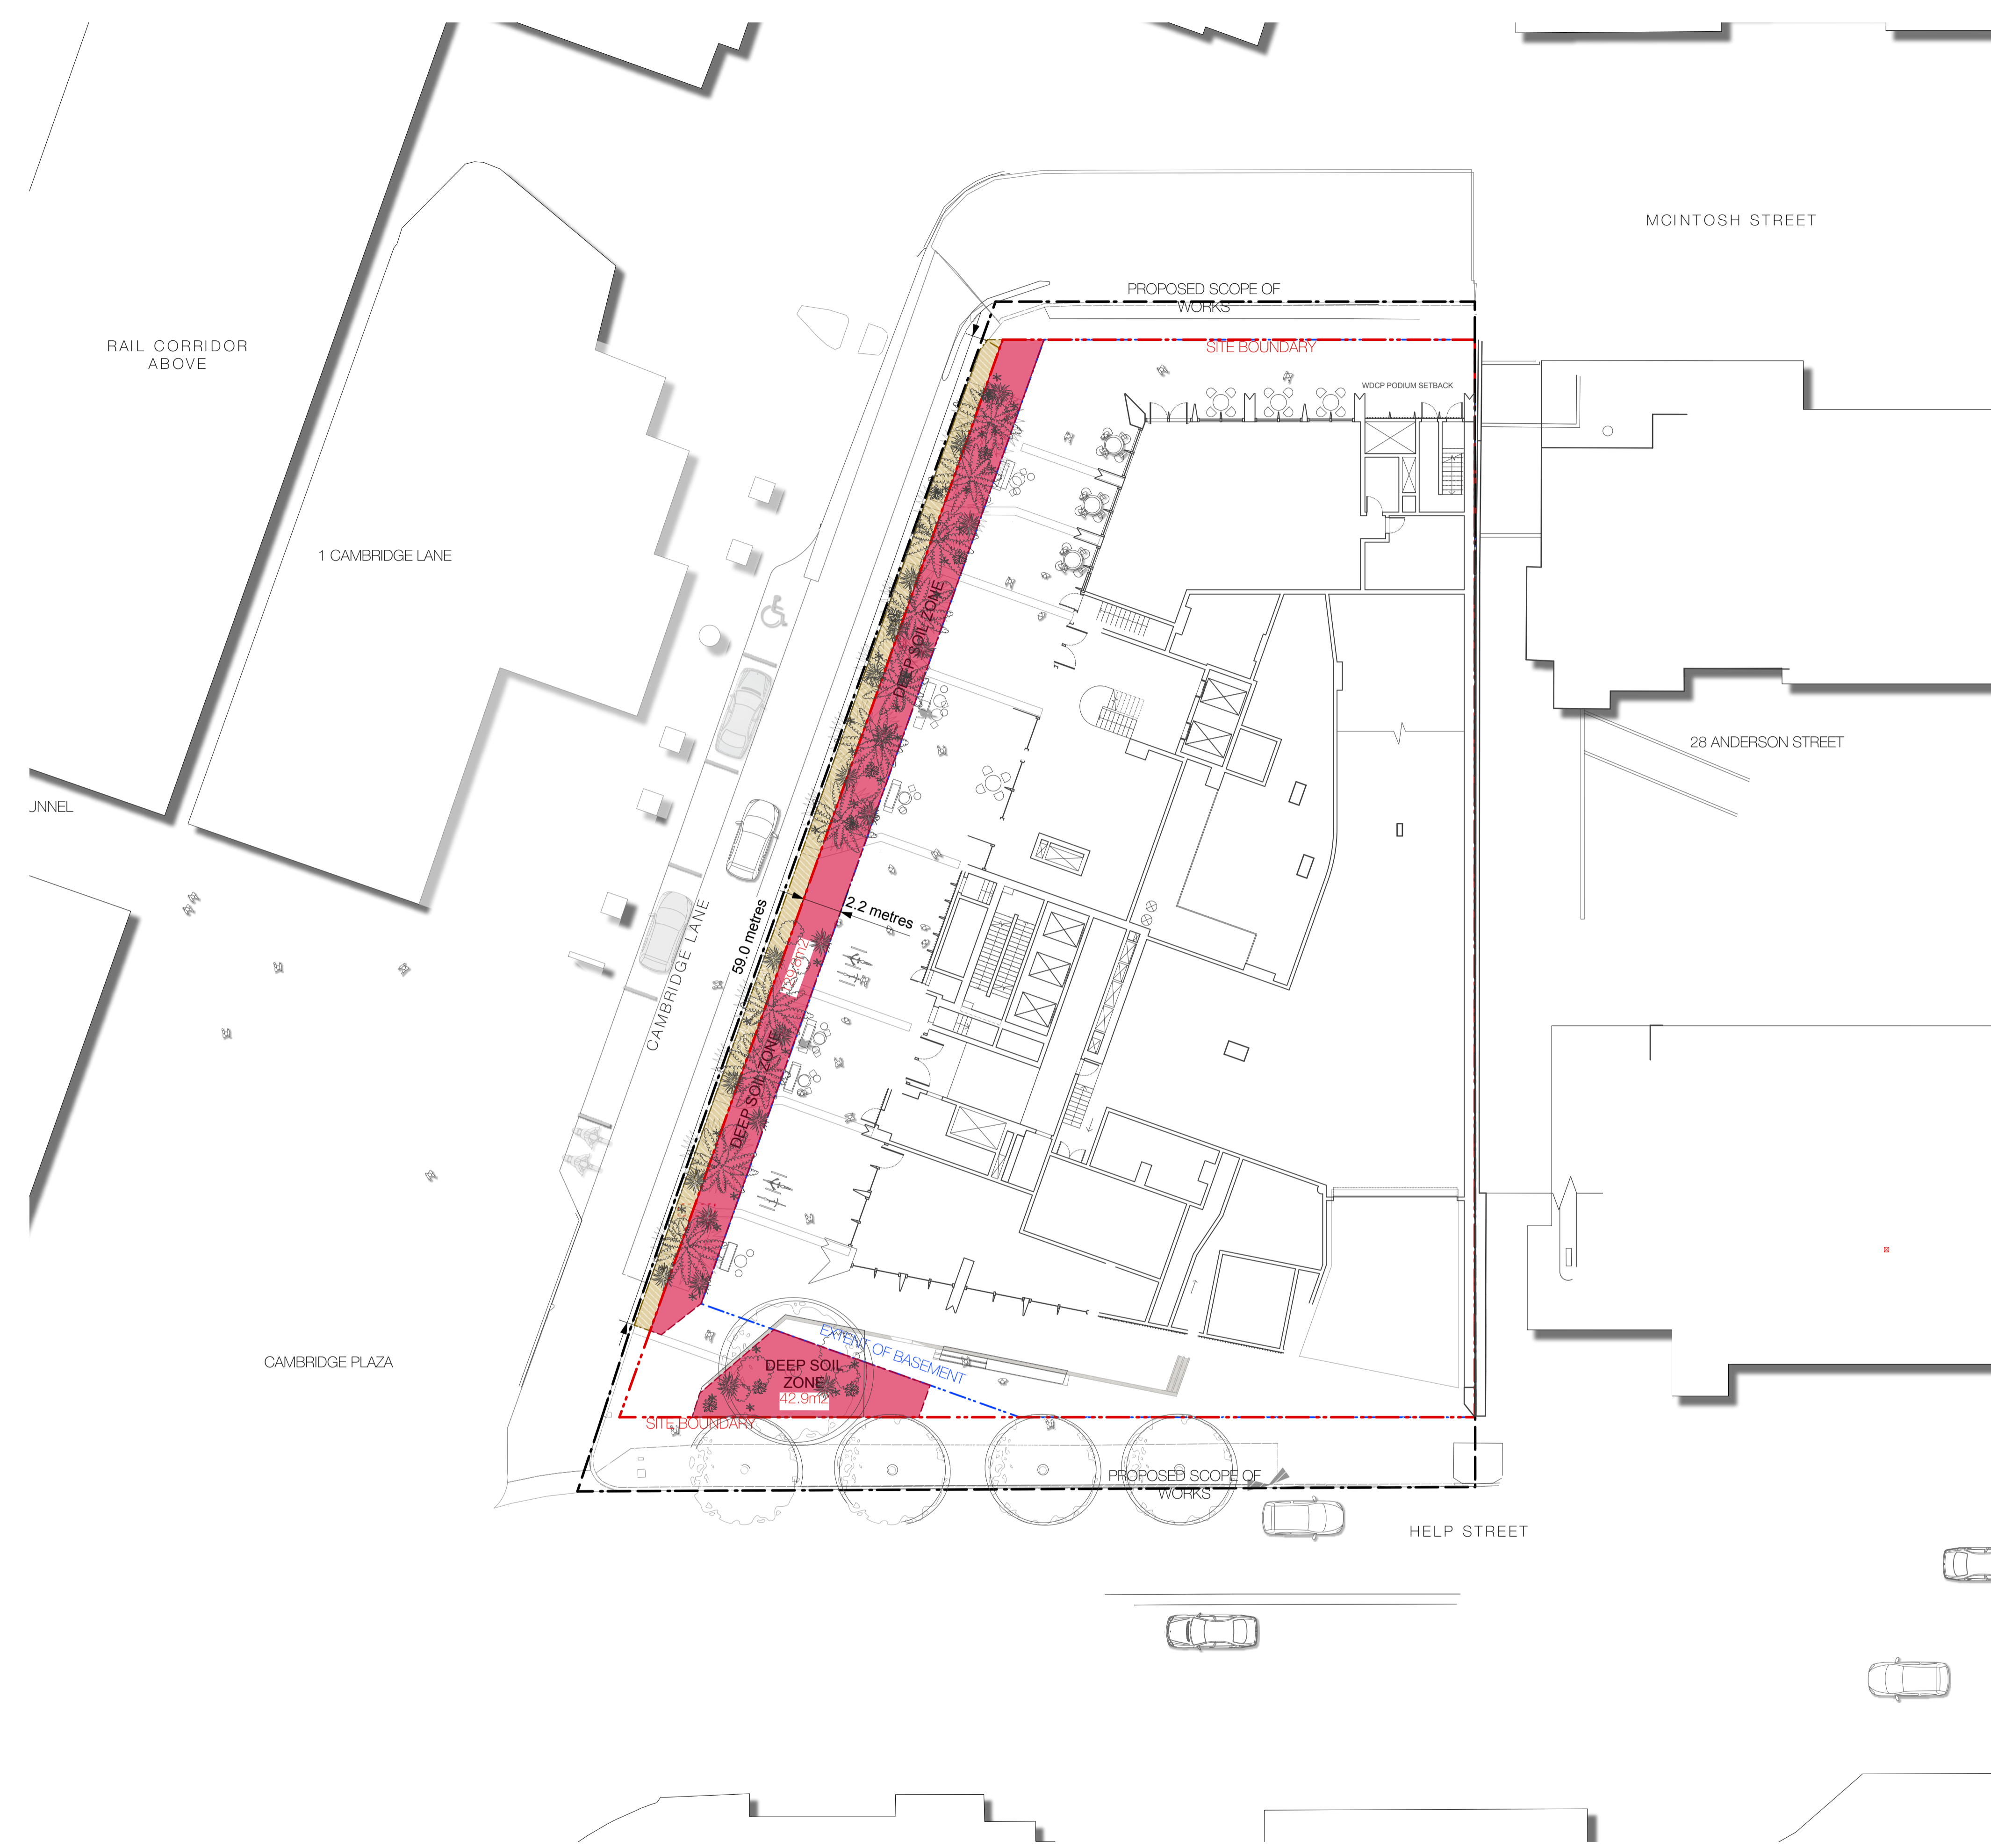 MCINTOSH STREET
PROPOSED SCOPE OF
WORKS
RAIL CORRIDOR
ABOVE
SITE BOUNDARY
WDCP PODIUM SETBACK
1 CAMBRIDGE LANE
DEEP SOIL ZONE
28 ANDERSON STREET
UNNEL
2.2 metres
59.0 metres
CAMBRIDGE LANE
DEEP SOIL ZONE
EXTENT OF BASEMENT
CAMBRIDGE PLAZA
DEEP SOIL
ZONE
42.9m2
SITE BOUNDARY
PROPOSED SCOPE OF
WORKS
HELP STREET